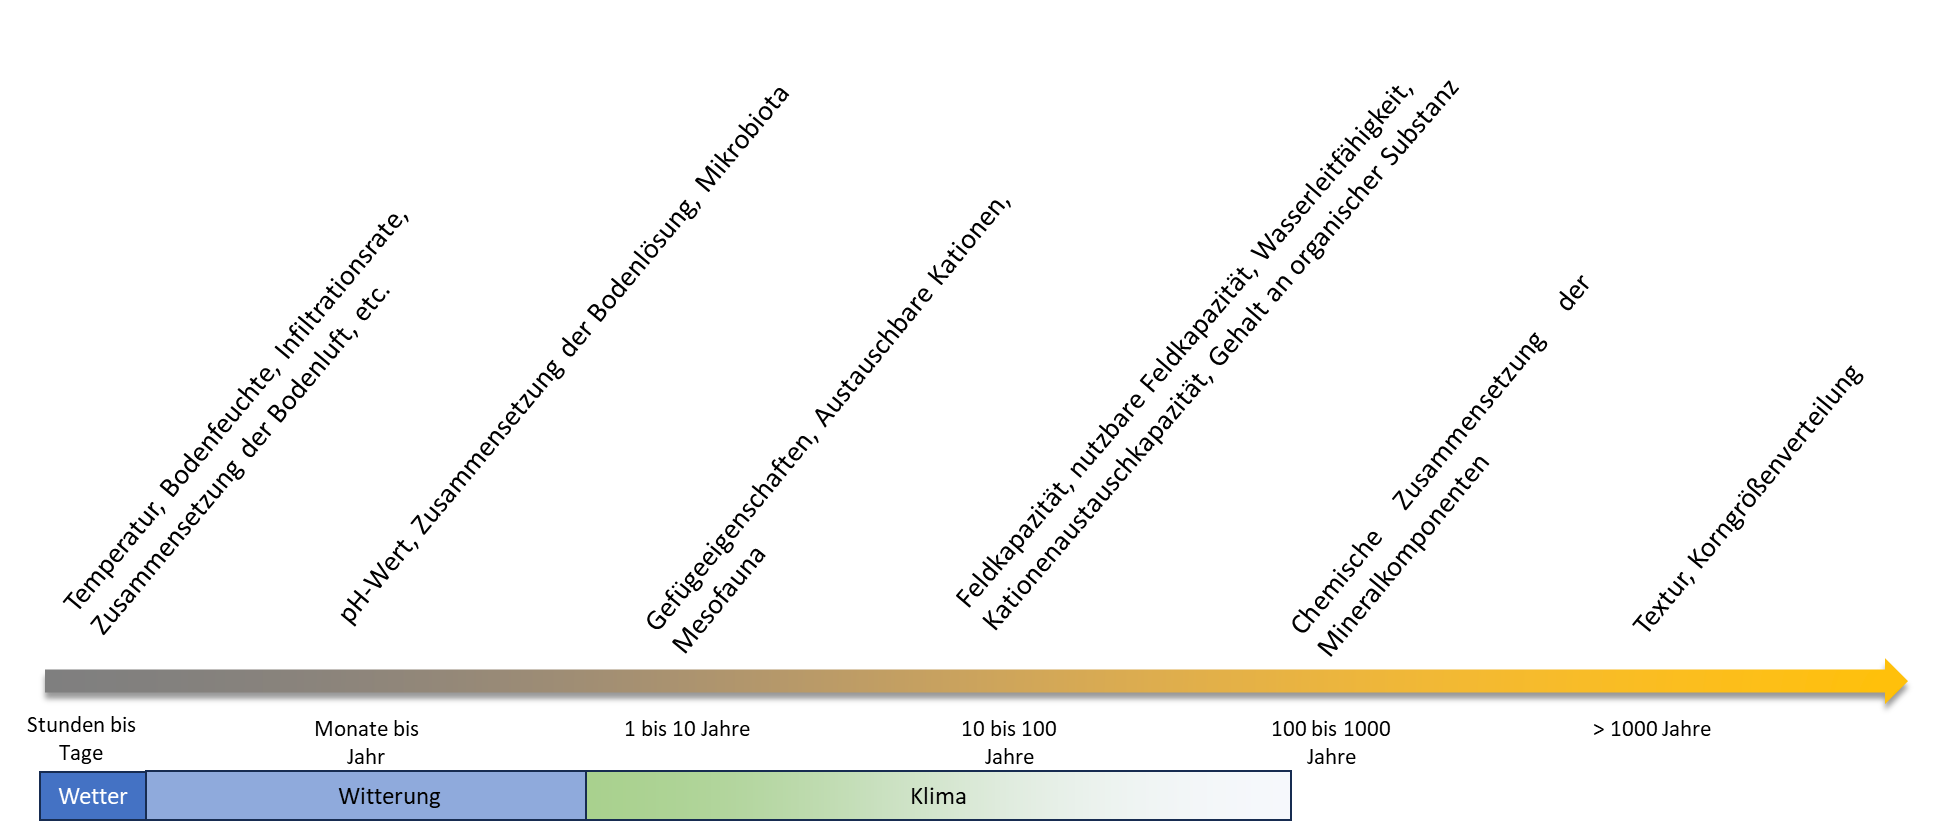 Temperatur, Bodenfeuchte, Infiltrationsrate,
Zusammensetzung der Bodenluft, etc.
pH-Wert, Zusammensetzung der Bodenlösung, Mikrobiota
Gefügeeigenschaften, Austauschbare Kationen,
Mesofauna
Feldkapazität, nutzbare Feldkapazität, Wasserleitfähigkeit,
Kationenaustauschkapazität, Gehalt an organischer Substanz
Chemische Zusammensetzung der
Mineralkomponenten
Textur, Korngrößenverteilung
Stunden bis
Tage
Monate bis
Jahr
1 bis 10 Jahre
10 bis 100
Jahre
100 bis 1000
Jahre
> 1000 Jahre
Wetter
Witterung
Klima